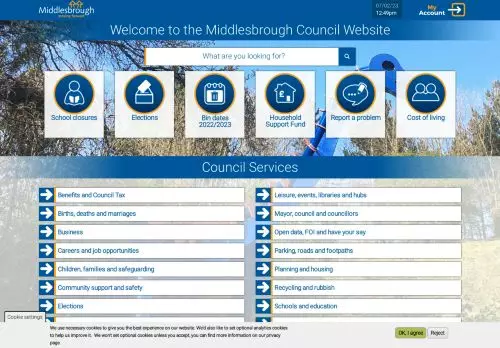 Middlesbrough
moving forward
07/02/23
12:49pm
My
Account
Welcome to the Middlesbrough Council Website
What are you looking for?
School closures
Elections
Bin dates
2022/2023
Household
Support Fund
Report a problem
Cost of living
Council Services
Benefits and Council Tax
Leisure, events, libraries and hubs
Births, deaths and marriages
Mayor, council and councillors
Business
Open data, FOI and have your say
Careers and job opportunities
Parking, roads and footpaths
Children, families and safeguarding
Planning and housing
Community support and safety
Recycling and rubbish
Elections
Schools and education
Cookie settings
We use necessary cookies to give you the best experience on our website. We'd also like to set optional analytics cookies
to help us improve it. We won't set optional cookies unless you accept, you can find more information on our privacy
page
OK, I agree
Reject